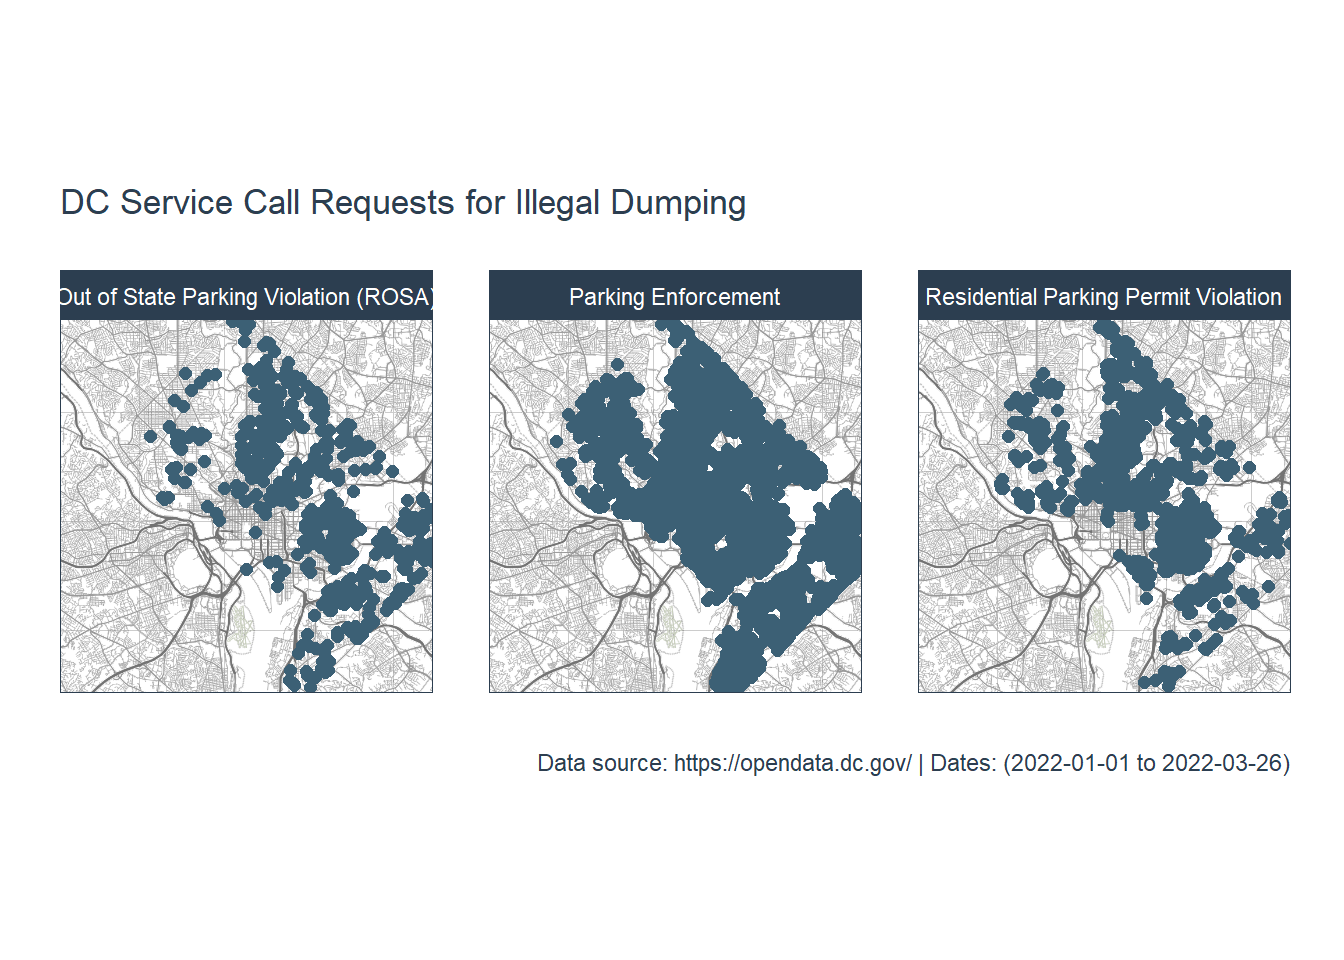 DC Service Call Requests for Illegal Dumping
Out of State Parking Violation (ROSA)
Parking Enforcement
Residential Parking Permit Violation
Data source: https://opendata.dc.gov/ | Dates: (2022-01-01 to 2022-03-26)